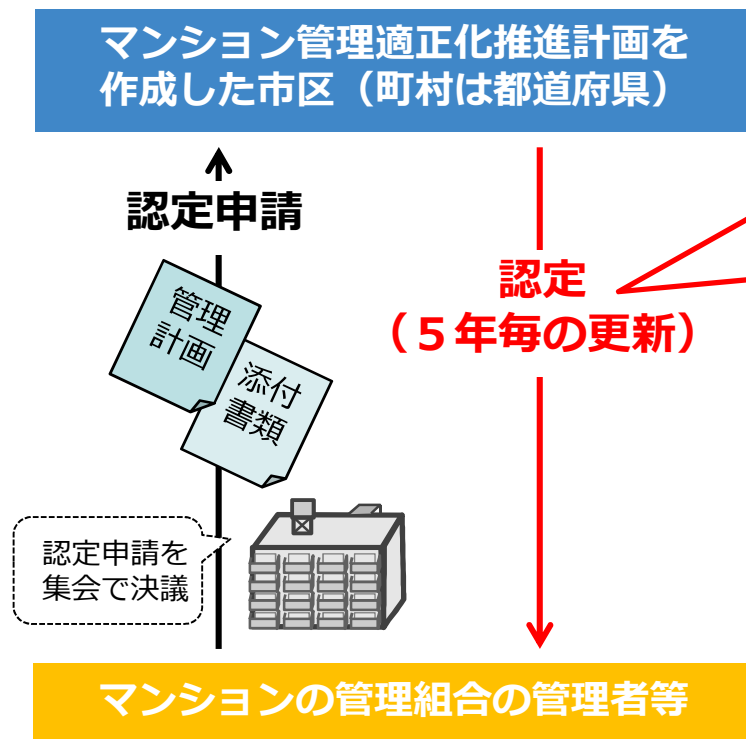 マンション管理適正化推進計画を
作成した市区（町村は都道府県）
認定申請
管理
計画
添付
書類
認定
（５年毎の更新）
認定申請を
集会で決議
マンションの管理組合の管理者等